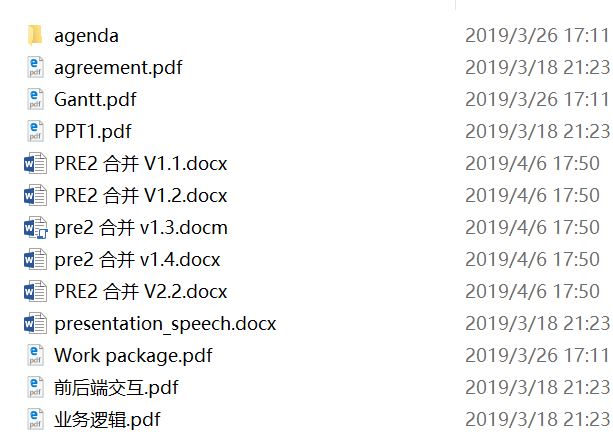 agenda 2019/3/26 17:11
agreement.pdf 2019/3/18 21:23
Gantt.pdf 2019/3/26 17:11
PPT1.pdf 2019/3/18 21:23
PRE2 合并 V1.1.docx 2019/4/6 17:50
PRE2 合并 V1.2.docx 2019/4/6 17:50
pre2 合并 v1.3.docm 2019/4/6 17:50
pre2 合并 v1.4.docx 2019/4/6 17:50
PRE2 合并 V2.2.docx 2019/4/6 17:50
presentation_speech.docx 2019/3/18 21:23
Work package.pdf 2019/3/26 17:11
前后端交互.pdf 2019/3/18 21:23
业务逻辑.pdf 2019/3/18 21:23